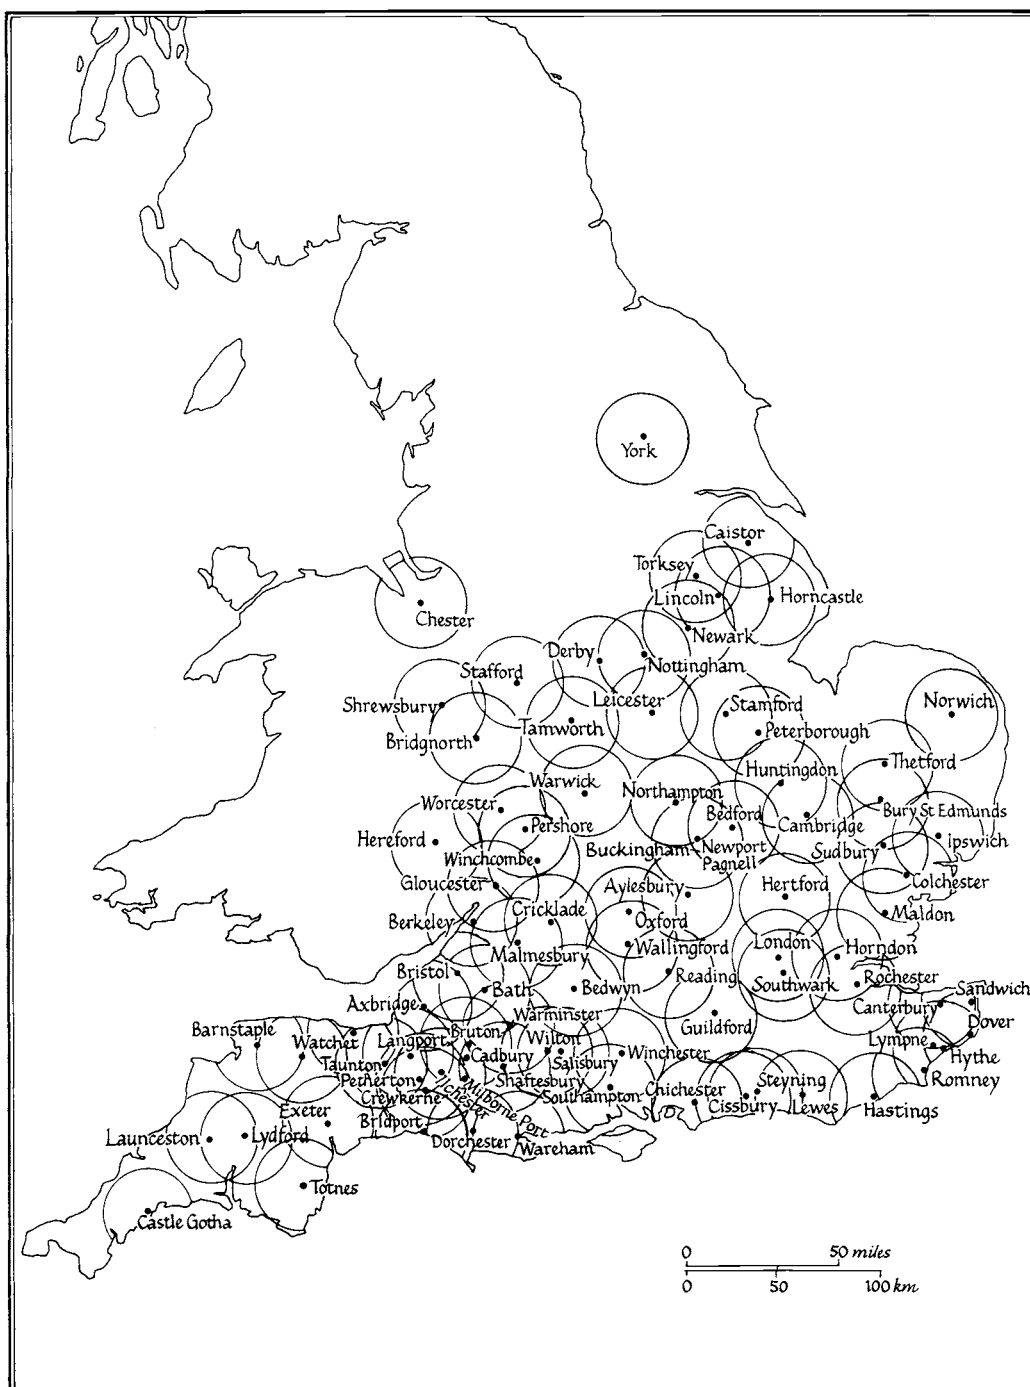 York
Caistor
Torksey
Lincoln
Horncastle
Chester
Newark
Derby
Nottingham
Stafford
Leicester
Stamford
Norwich
Shrewsbury
Tamworth
Peterborough
Bridgnorth
Thetford
Huntingdon
Warwick
Northampton
Worcester
Bedford
Bury St Edmunds
Pershore
Cambridge
Hereford
Buckingham
Newport
Pagnell
Sudbury
Ipswich
Winchcombe
Gloucester
Aylesbury
Hertford
Colchester
Cricklade
Oxford
Maldon
Berkeley
Malmesbury
Wallingford
London
Horndon
Bristol
Bath
Bedwyn
Reading
Southwark
Rochester
Sandwich
Axbridge
Canterbury
Warminster
Guildford
Dover
Barnstaple
Watchet
Langport
Bruton
Wilton
Lympne
Taunton
Cadbury
Salisbury
Winchester
Hythe
Petherton
Shaftesbury
Romney
Crewkerne
Ilchester
Milborne Port
Southampton
Chichester
Steyning
Cissbury
Lewes
Hastings
Exeter
Bridport
Launceston
Lydford
Dorchester
Wareham
Totnes
Castle Gotha
0 50 miles
0 50 100 km